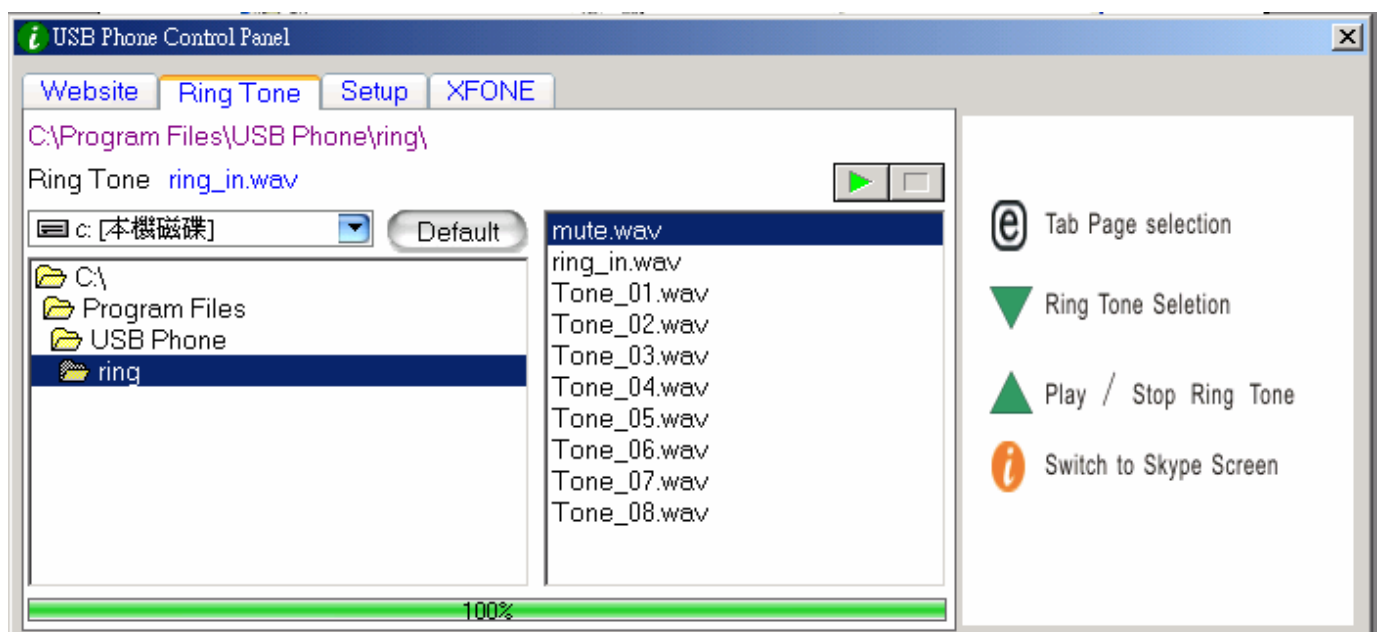 USB Phone Control Panel
Website Ring Tone Setup XFONE
C:\Program Files\USB Phone\ring\
Ring Tone ring_in.wav
c: [本機磁碟] Default
C:\
Program Files
USB Phone
ring
mute.wav
ring_in.wav
Tone_01.wav
Tone_02.wav
Tone_03.wav
Tone_04.wav
Tone_05.wav
Tone_06.wav
Tone_07.wav
Tone_08.wav
100%
e Tab Page selection
Ring Tone Seletion
Play / Stop Ring Tone
i Switch to Skype Screen